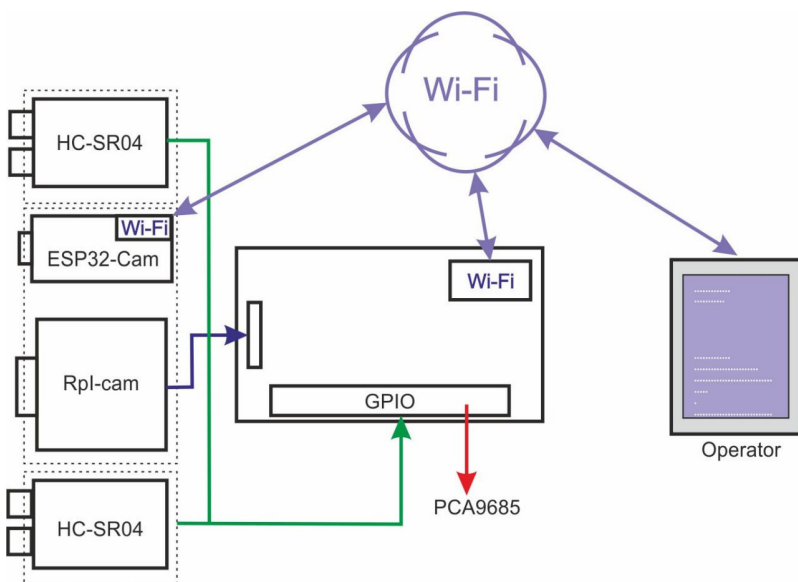 Wi-Fi
HC-SR04
Wi-Fi
ESP32-Cam
Wi-Fi
RpI-cam
GPIO
Operator
PCA9685
HC-SR04